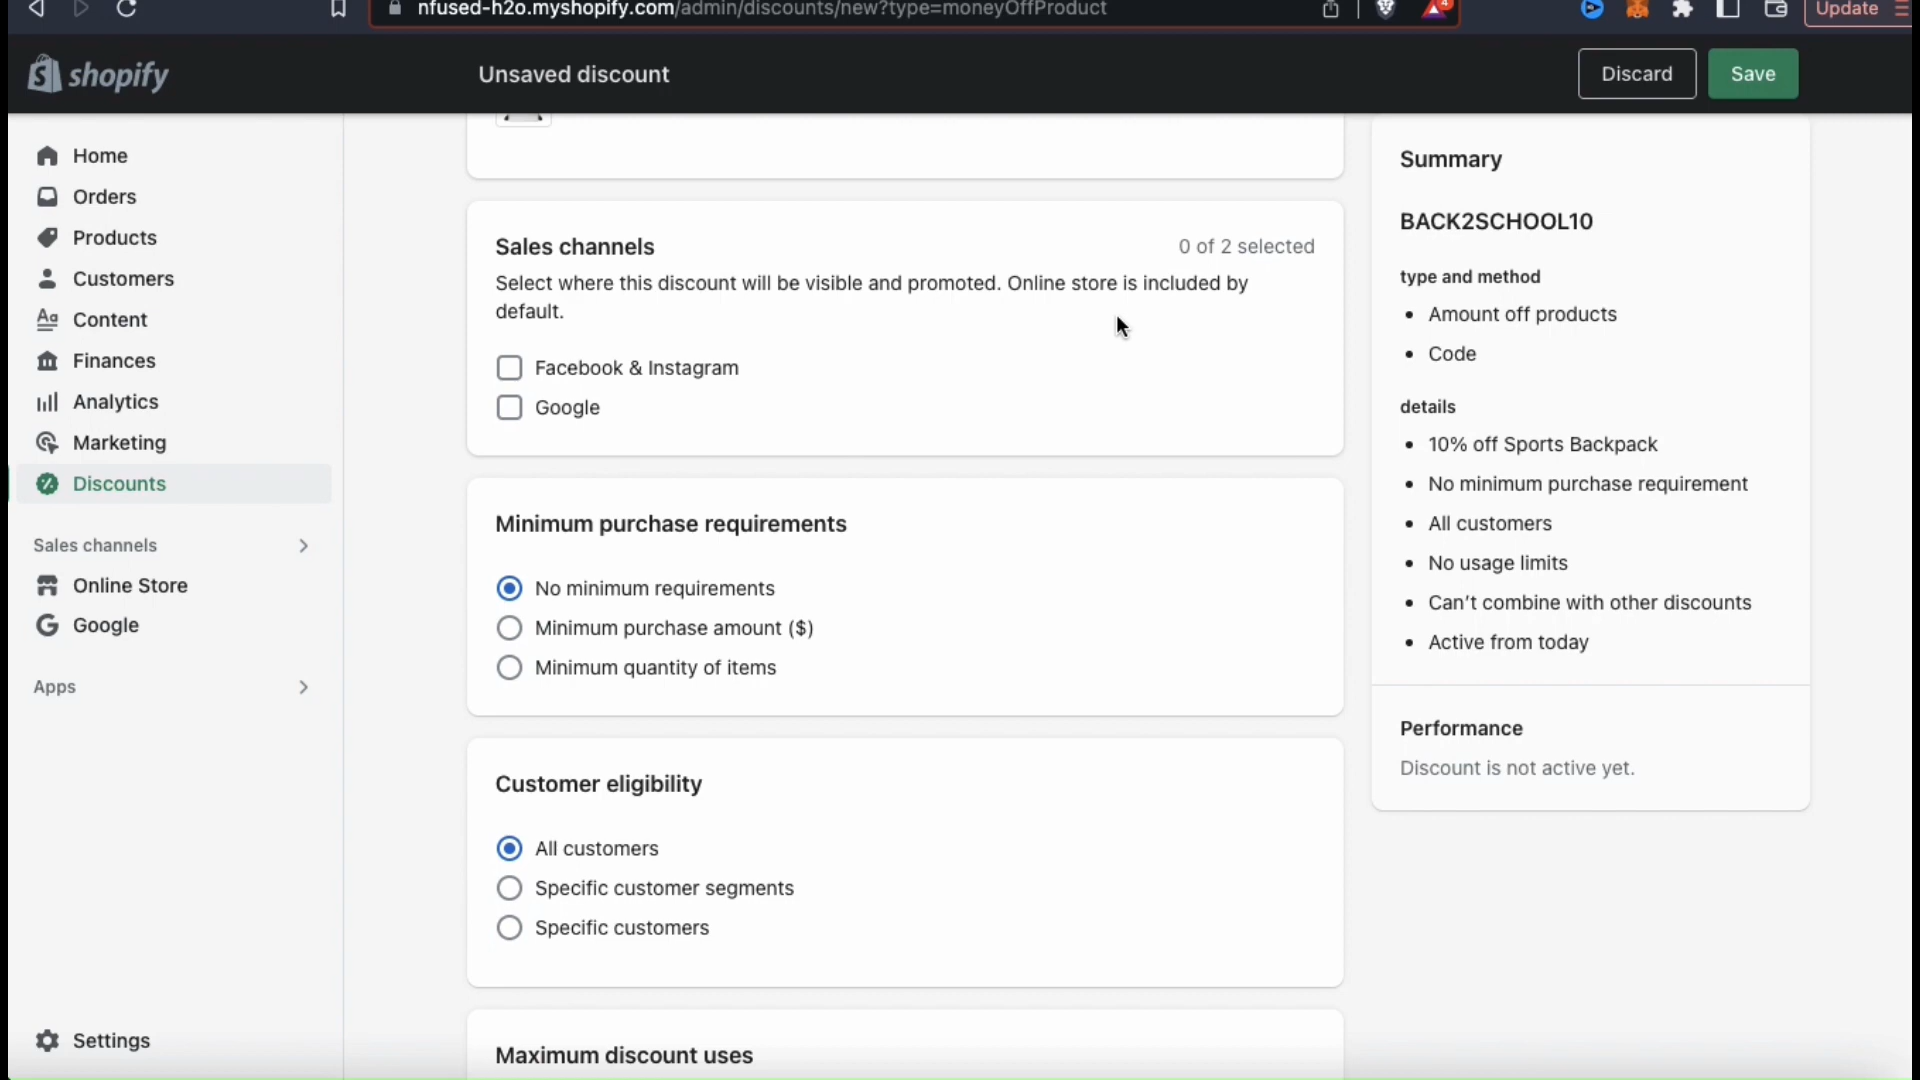 nfused-h2o.myshopify.com/admin/discounts/new?type=moneyOffProduct
4
Update
shopify
Unsaved discount
Discard
Save
Home
Orders
Products
Customers
Content
Finances
Analytics
Marketing
Discounts
Sales channels
Online Store
Google
Apps
Settings
Sales channels
0 of 2 selected
Select where this discount will be visible and promoted. Online store is included by
default.
Facebook & Instagram
Google
Minimum purchase requirements
No minimum requirements
Minimum purchase amount ($)
Minimum quantity of items
Customer eligibility
All customers
Specific customer segments
Specific customers
Maximum discount uses
Summary
BACK2SCHOOL10
type and method
• Amount off products
• Code
details
• 10% off Sports Backpack
• No minimum purchase requirement
• All customers
• No usage limits
• Can't combine with other discounts
• Active from today
Performance
Discount is not active yet.